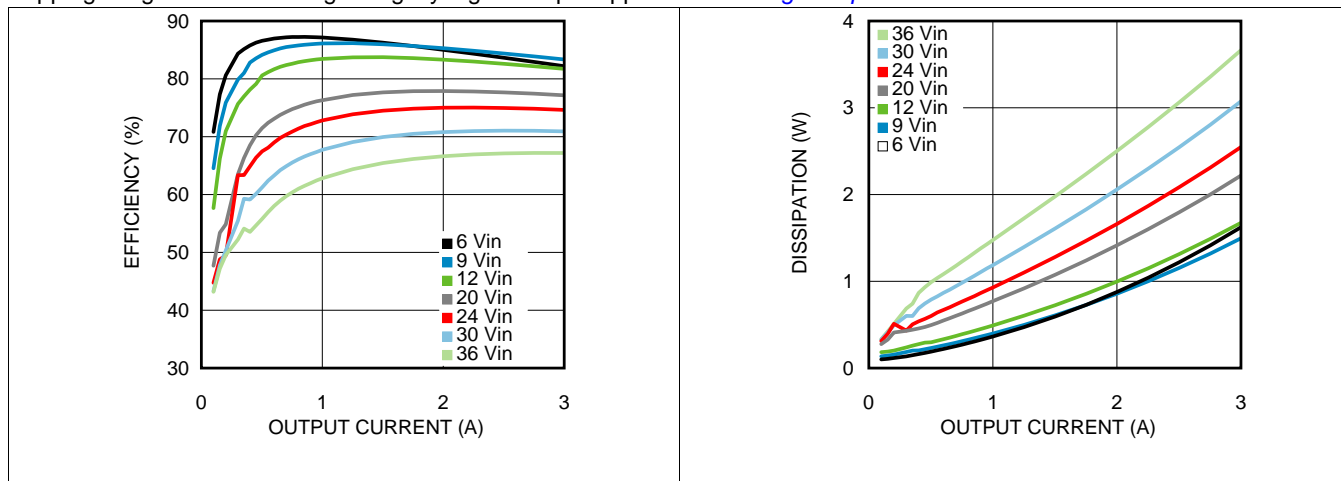 90
80
70
60
50
40
30
0
1
2
3
EFFICIENCY (%)
OUTPUT CURRENT (A)
6 Vin
9 Vin
12 Vin
20 Vin
24 Vin
30 Vin
36 Vin
4
3
2
1
0
0
1
2
3
DISSIPATION (W)
OUTPUT CURRENT (A)
36 Vin
30 Vin
24 Vin
20 Vin
12 Vin
9 Vin
6 Vin